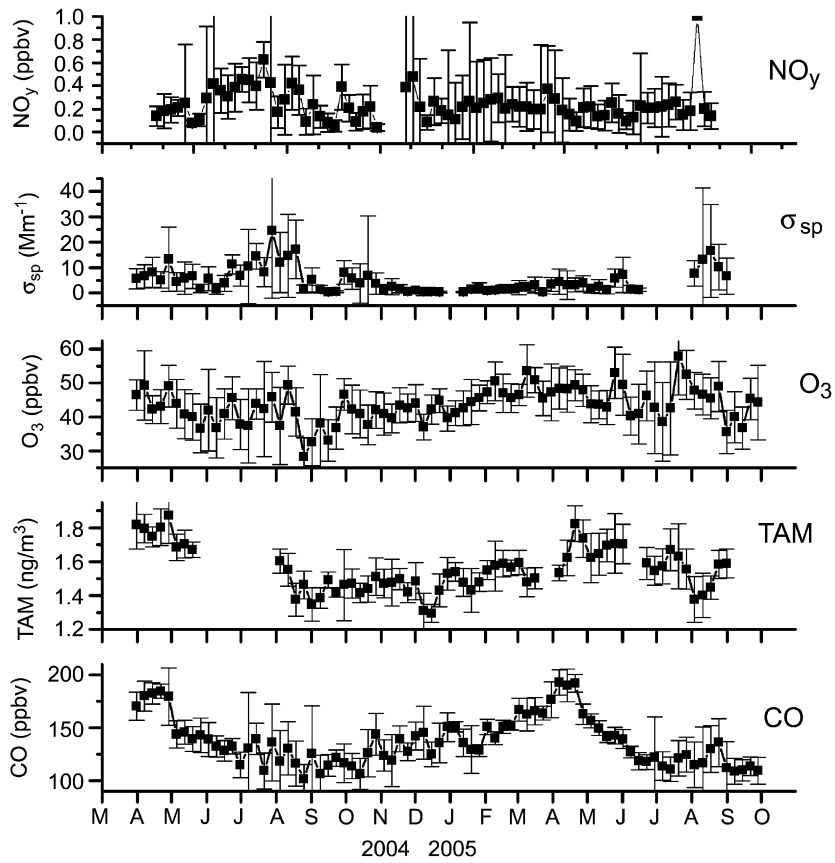 1.0
0.8
0.6
0.4
0.2
0.0
NOy (ppbv)
NOy
40
30
20
10
0
σsp (Mm-1)
σsp
60
50
40
30
O3 (ppbv)
O3
1.8
1.6
1.4
1.2
TAM (ng/m3)
TAM
200
150
100
CO (ppbv)
CO
M A M J J A S O N D J F M A M J J A S O
2004 2005